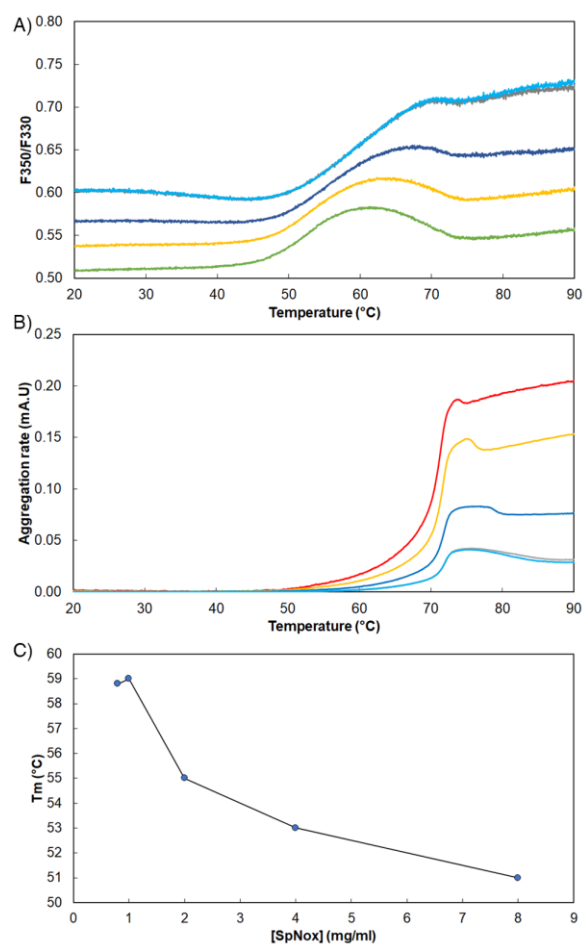 A)
0.80
0.75
0.70
0.65
0.60
0.55
0.50
F350/F330
20 30 40 50 60 70 80 90
Temperature (°C)
B)
0.25
0.20
0.15
0.10
0.05
0.00
Aggregation rate (mA.U)
20 30 40 50 60 70 80 90
Temperature (°C)
C)
60
59
58
57
56
55
54
53
52
51
50
Tm (°C)
0 1 2 3 4 5 6 7 8 9
[SpNox] (mg/ml)